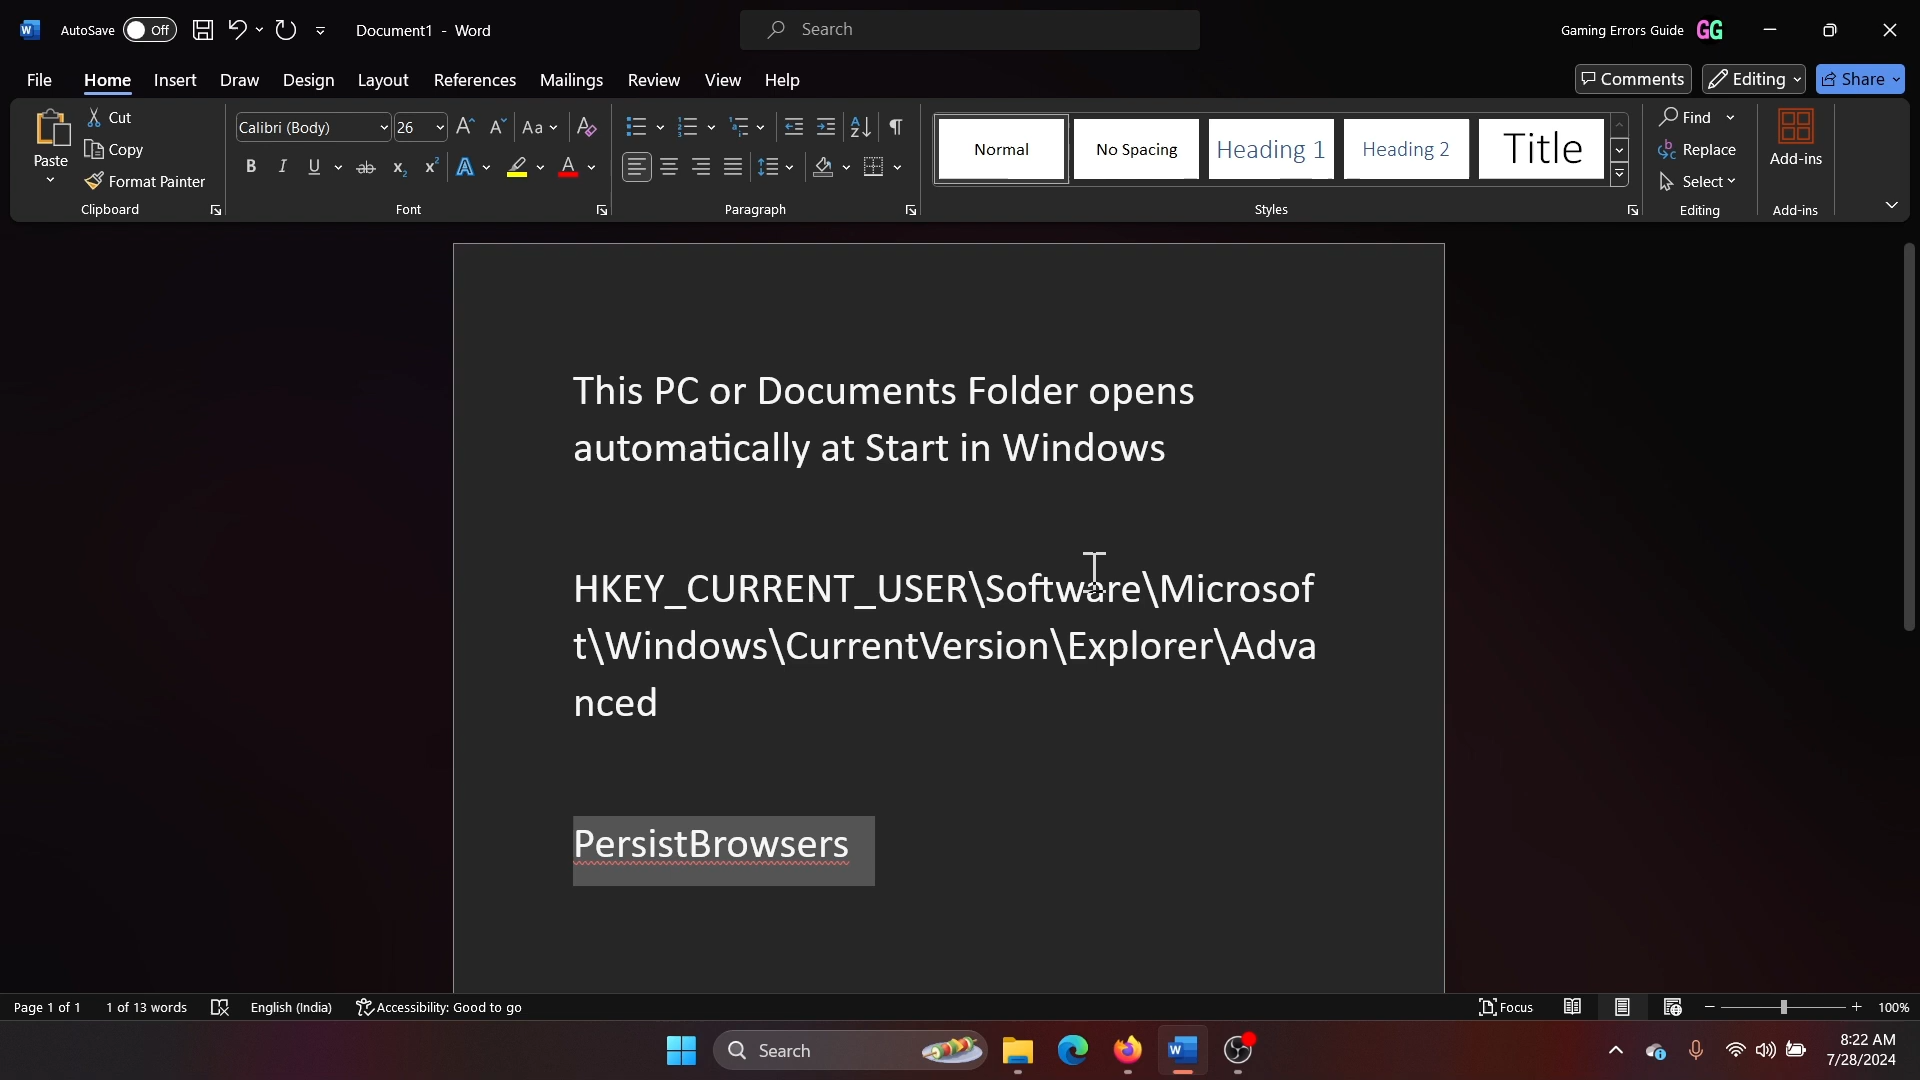 AutoSave Off Document1 - Word Search Gaming Errors Guide GG
File Home Insert Draw Design Layout References Mailings Review View Help Comments Editing Share
Paste Cut Copy Format Painter
Clipboard
Calibri (Body) 26
Font
Paragraph
Normal No Spacing Heading 1 Heading 2 Title
Styles
Find
Replace
Select
Editing
Add-ins
Add-ins
This PC or Documents Folder opens
automatically at Start in Windows
HKEY_CURRENT_USER\Software\Microsof
t\Windows\CurrentVersion\Explorer\Adva
nced
PersistBrowsers
Page 1 of 1 1 of 13 words English (India) Accessibility: Good to go Focus 100%
Search 8:22 AM
7/28/2024